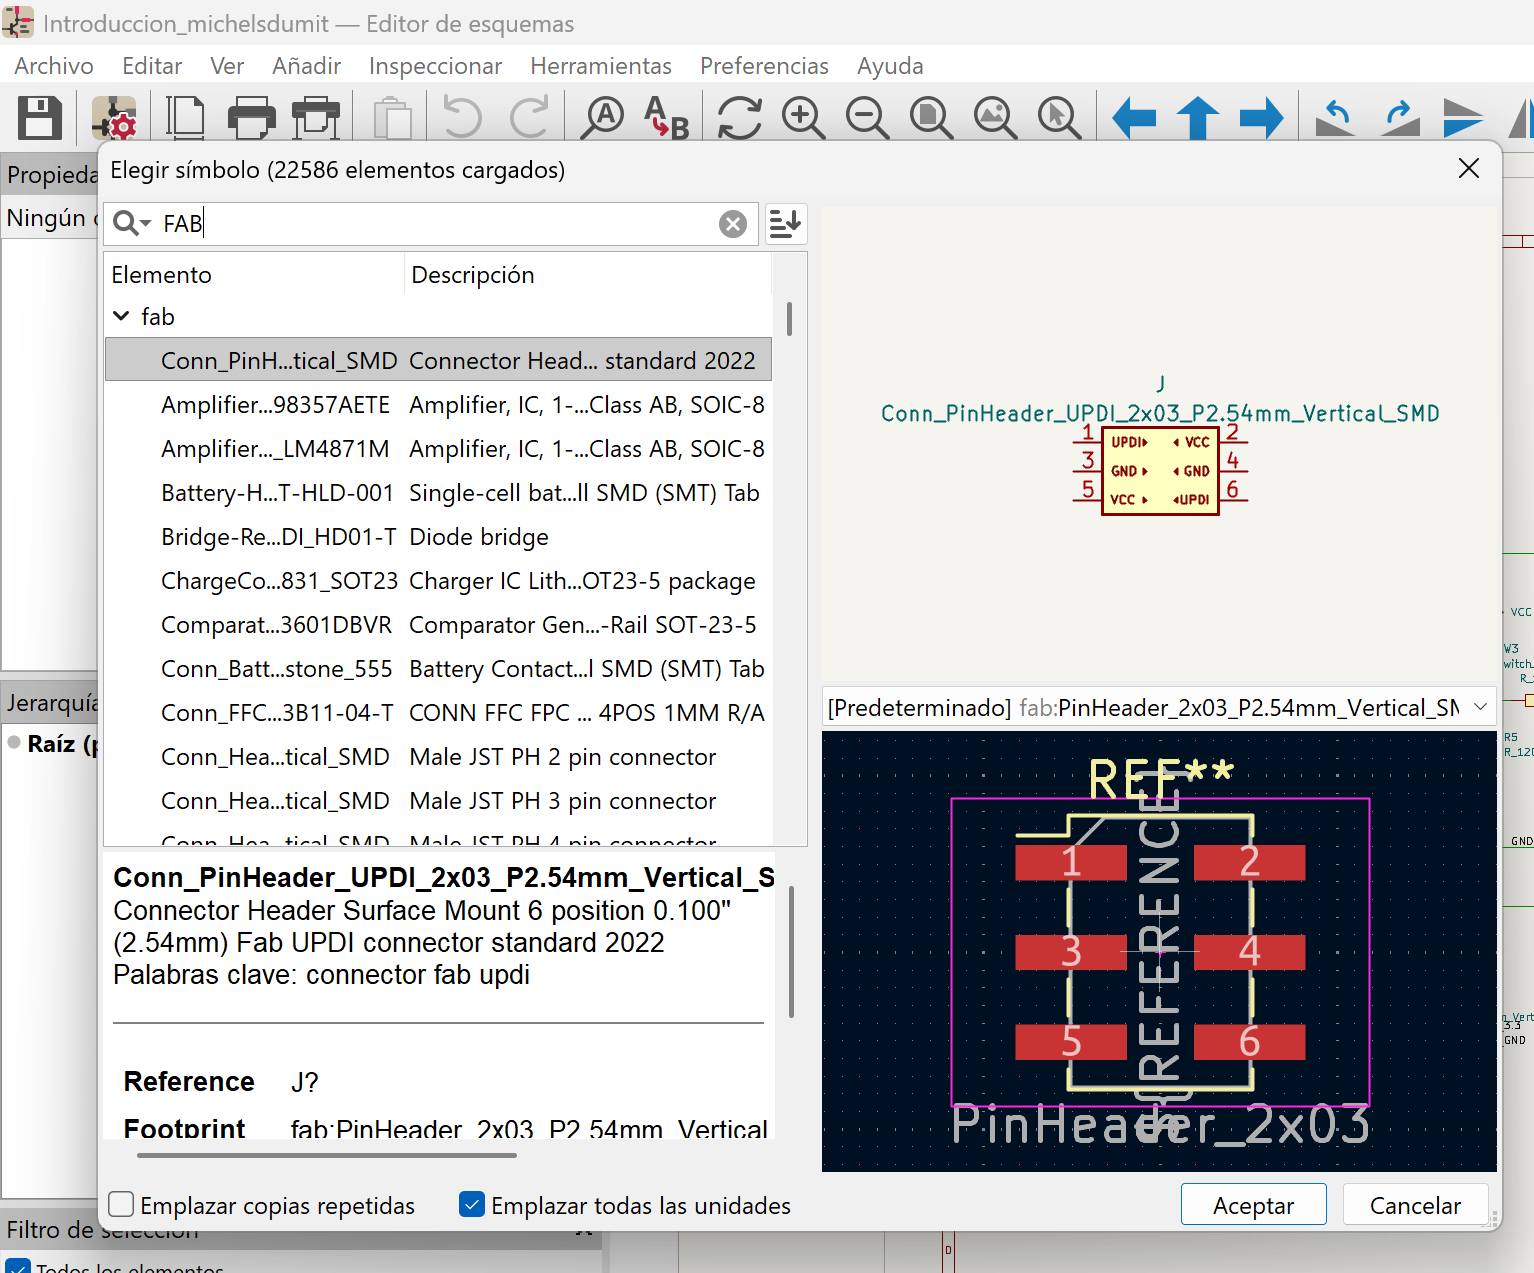 Introduccion_michelsdumit — Editor de esquemas
Archivo Editar Ver Añadir Inspeccionar Herramientas Preferencias Ayuda
Elegir símbolo (22586 elementos cargados)
FAB
Elemento Descripción
fab
Conn_PinH...tical_SMD Connector Head... standard 2022
Amplifier...98357AETE Amplifier, IC, 1-...Class AB, SOIC-8
Amplifier..._LM4871M Amplifier, IC, 1-...Class AB, SOIC-8
Battery-H...T-HLD-001 Single-cell bat...ll SMD (SMT) Tab
Bridge-Re...DI_HD01-T Diode bridge
ChargeCo...831_SOT23 Charger IC Lith...OT23-5 package
Comparat...3601DBVR Comparator Gen...-Rail SOT-23-5
Conn_Batt...stone_555 Battery Contact...l SMD (SMT) Tab
Conn_FFC...3B11-04-T CONN FFC FPC ... 4POS 1MM R/A
Conn_Hea...tical_SMD Male JST PH 2 pin connector
Conn_Hea...tical_SMD Male JST PH 3 pin connector
Conn_Hea...tical_SMD Male JST PH 4 pin connector
Conn_PinHeader_UPDI_2x03_P2.54mm_Vertical_S
Connector Header Surface Mount 6 position 0.100"
(2.54mm) Fab UPDI connector standard 2022
Palabras clave: connector fab updi
Reference J?
Footprint fab:PinHeader_2x03_P2.54mm_Vertical
Emplazar copias repetidas
Emplazar todas las unidades
J
Conn_PinHeader_UPDI_2x03_P2.54mm_Vertical_SMD
1 UPDI VCC 2
3 GND GND 4
5 VCC UPDI 6
[Predeterminado] fab:PinHeader_2x03_P2.54mm_Vertical_SM
REF**
REFERENCE
1 2
3 4
5 6
PinHeader_2x03
Aceptar
Cancelar
Propieda
Ningún
Jerarquía
Raíz (p
Filtro de selección
Todos los elementos
VCC
W3
witch_
R_
R5
R_120
GND
_Vert
3.3
GND
D